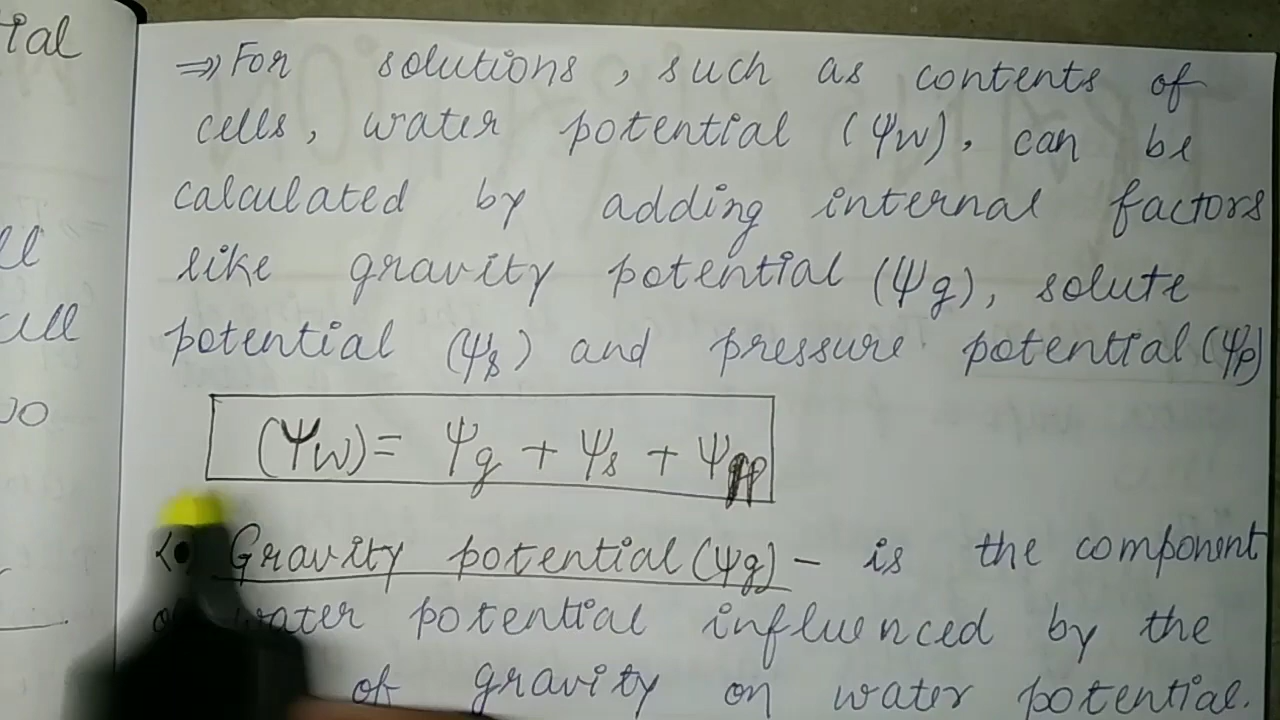 tial
⇒ For solutions, such as contents of
cells, water potential (ΨW), can be
calculated by adding internal factors
like gravity potential (Ψg), solute
potential (Ψs) and pressure potential (Ψp)
(Ψw) = Ψg + Ψs + Ψp
Gravity potential (Ψg) - is the component
water potential influenced by the
of gravity on water potential.